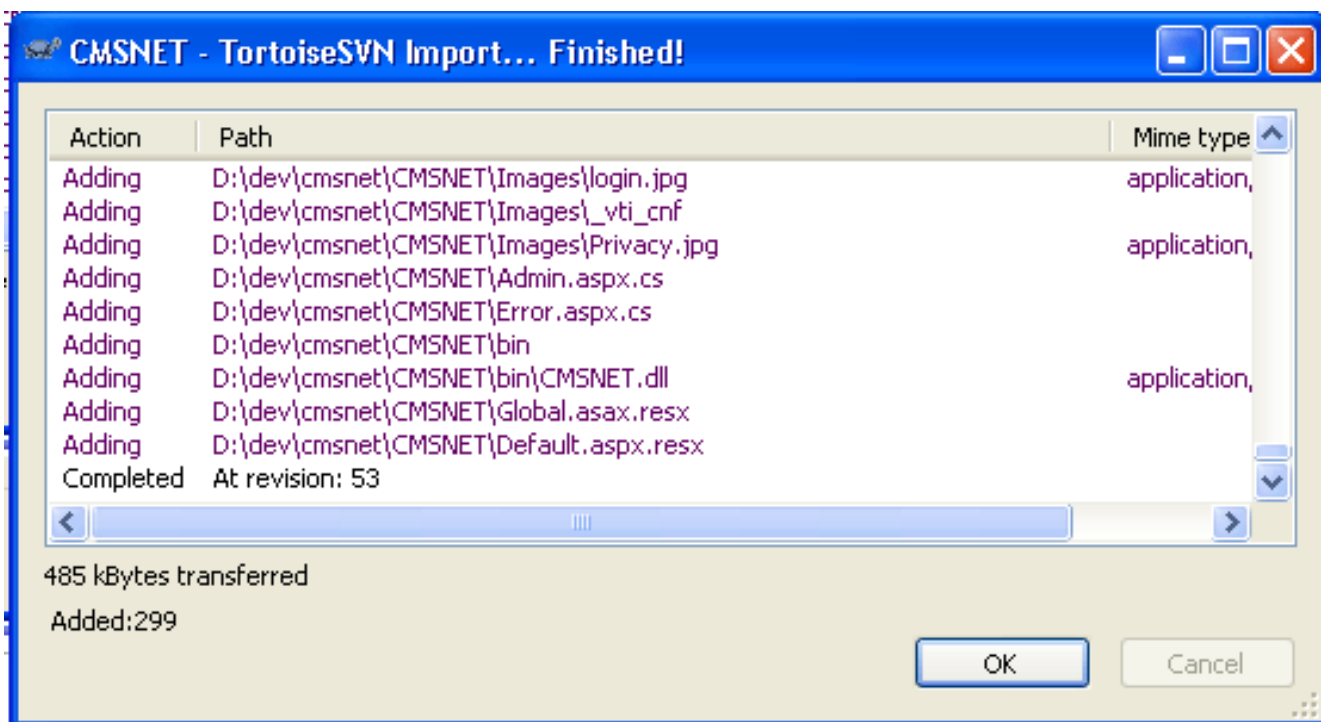 CMSNET - TortoiseSVN Import... Finished!
Action Path Mime type
Adding D:\dev\cmsnet\CMSNET\Images\login.jpg application,
Adding D:\dev\cmsnet\CMSNET\Images\_vti_cnf
Adding D:\dev\cmsnet\CMSNET\Images\Privacy.jpg application,
Adding D:\dev\cmsnet\CMSNET\Admin.aspx.cs
Adding D:\dev\cmsnet\CMSNET\Error.aspx.cs
Adding D:\dev\cmsnet\CMSNET\bin
Adding D:\dev\cmsnet\CMSNET\bin\CMSNET.dll application,
Adding D:\dev\cmsnet\CMSNET\Global.asax.resx
Adding D:\dev\cmsnet\CMSNET\Default.aspx.resx
Completed At revision: 53
485 kBytes transferred
Added:299
OK Cancel